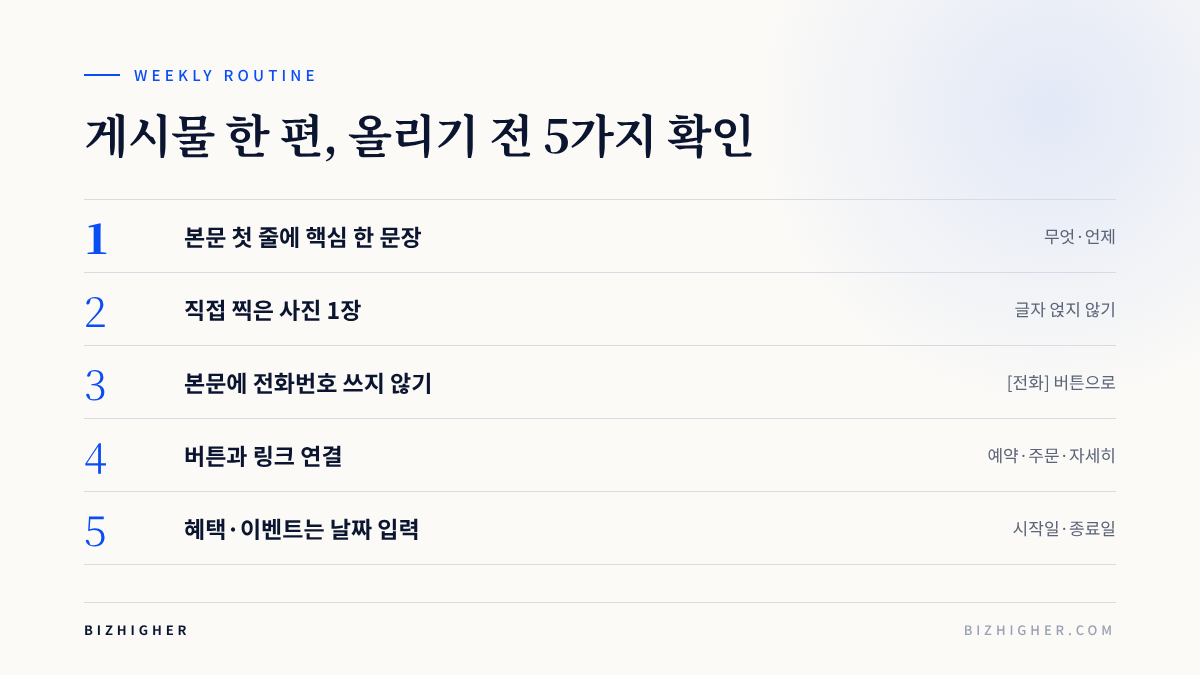 WEEKLY ROUTINE
게시물 한 편, 올리기 전 5가지 확인
1 본문 첫 줄에 핵심 한 문장 무엇·언제
2 직접 찍은 사진 1장 글자 얹지 않기
3 본문에 전화번호 쓰지 않기 [전화] 버튼으로
4 버튼과 링크 연결 예약·주문·자세히
5 혜택·이벤트는 날짜 입력 시작일·종료일
BIZHIGHER BIZHIGHER.COM